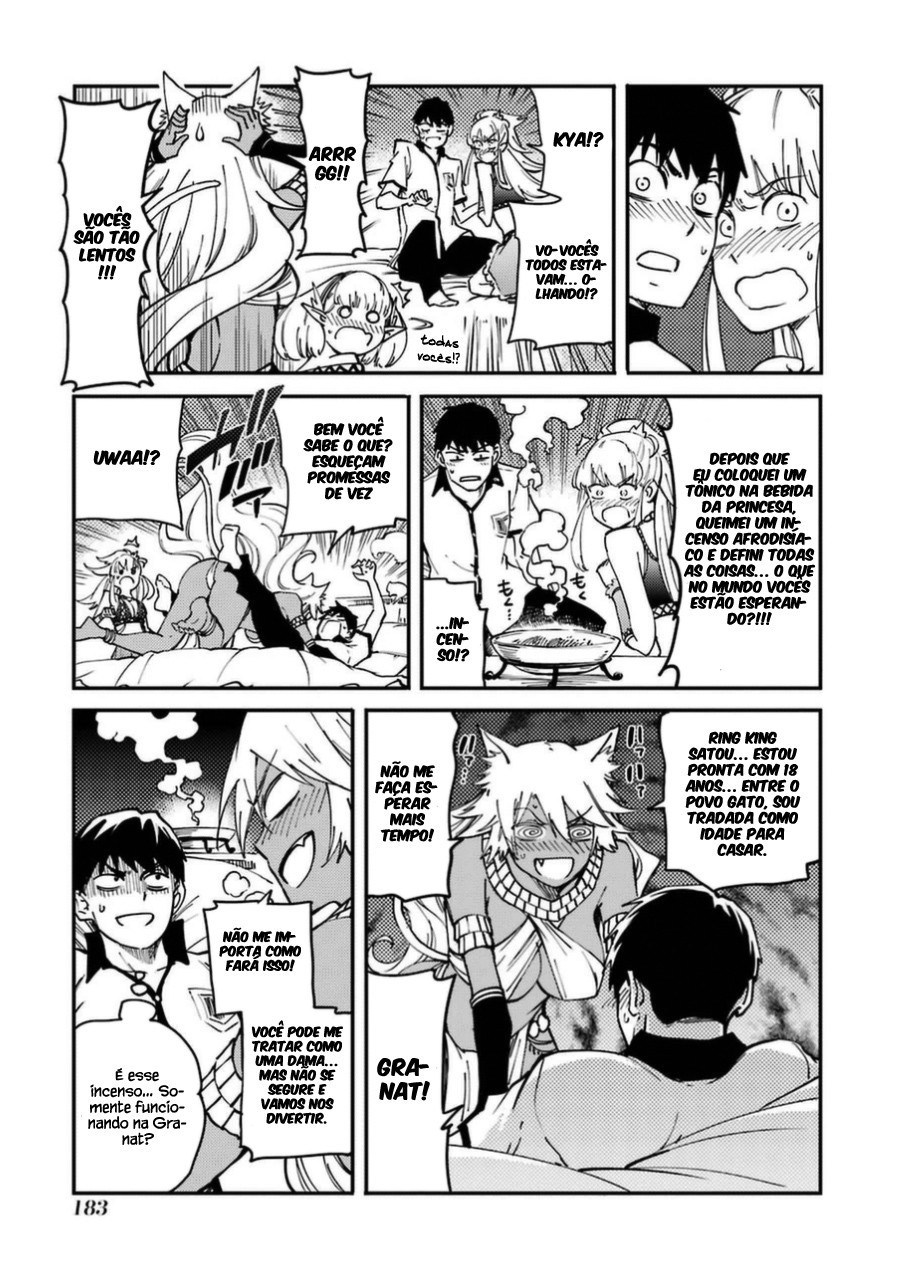 KYA!?
VO-VOCÊS
TODOS ESTA-
VAM... O-
LHANDO!?
todas
vocês!?
ARRR
GG!!
VOCÊS
SÃO TÃO
LENTOS
!!!
DEPOIS QUE
EU COLOQUEI UM
TÔNICO NA BEBIDA
DA PRINCESA,
QUEIMEI UM IN-
CENSO AFRODISÍA-
CO E DEFINI TODAS
AS COISAS... O QUE
NO MUNDO VOCÊS
ESTÃO ESPERAN-
DO?!!!
...IN-
CEN-
SO!?
もく…
もく…
BEM VOCÊ
SABE O QUE?
ESQUEÇAM
PROMESSAS
DE VEZ
UWAA!?
RING KING
SATOU... ESTOU
PRONTA COM 18
ANOS... ENTRE O
POVO GATO, SOU
TRADADA COMO
IDADE PARA
CASAR.
NÃO ME
FAÇA ES-
PERAR
MAIS
TEMPO!
GRA-
NAT!
NÃO ME IM-
PORTA COMO
FARÁ ISSO!
VOCÊ PODE ME
TRATAR COMO
UMA DAMA...
MAS NÃO SE
SEGURE E
VAMOS NOS
DIVERTIR.
É esse
incenso... So-
mente funcio-
nando na Gra-
nat?
183